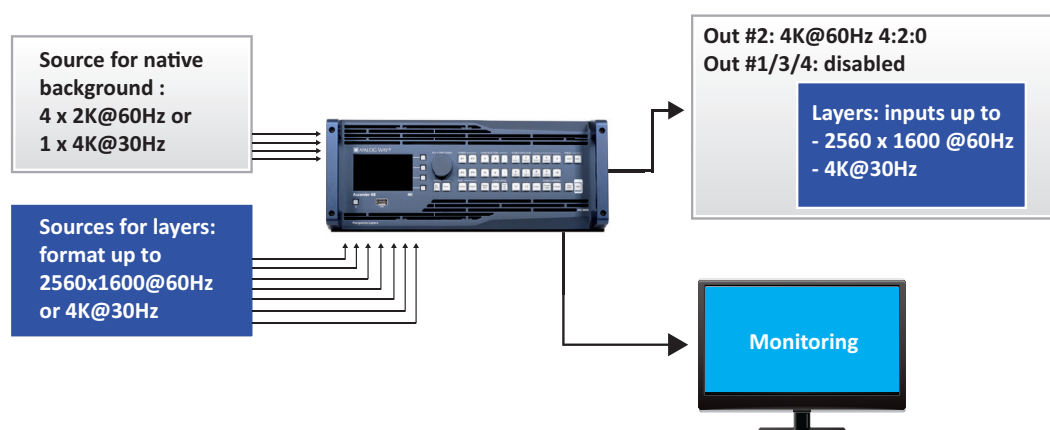 Source for native
background :
4 x 2K@60Hz or
1 x 4K@30Hz
Sources for layers:
format up to
2560x1600@60Hz
or 4K@30Hz
ANALOG WAY
Ascender 48
Out #2: 4K@60Hz 4:2:0
Out #1/3/4: disabled
Layers: inputs up to
- 2560 x 1600 @60Hz
- 4K@30Hz
Monitoring